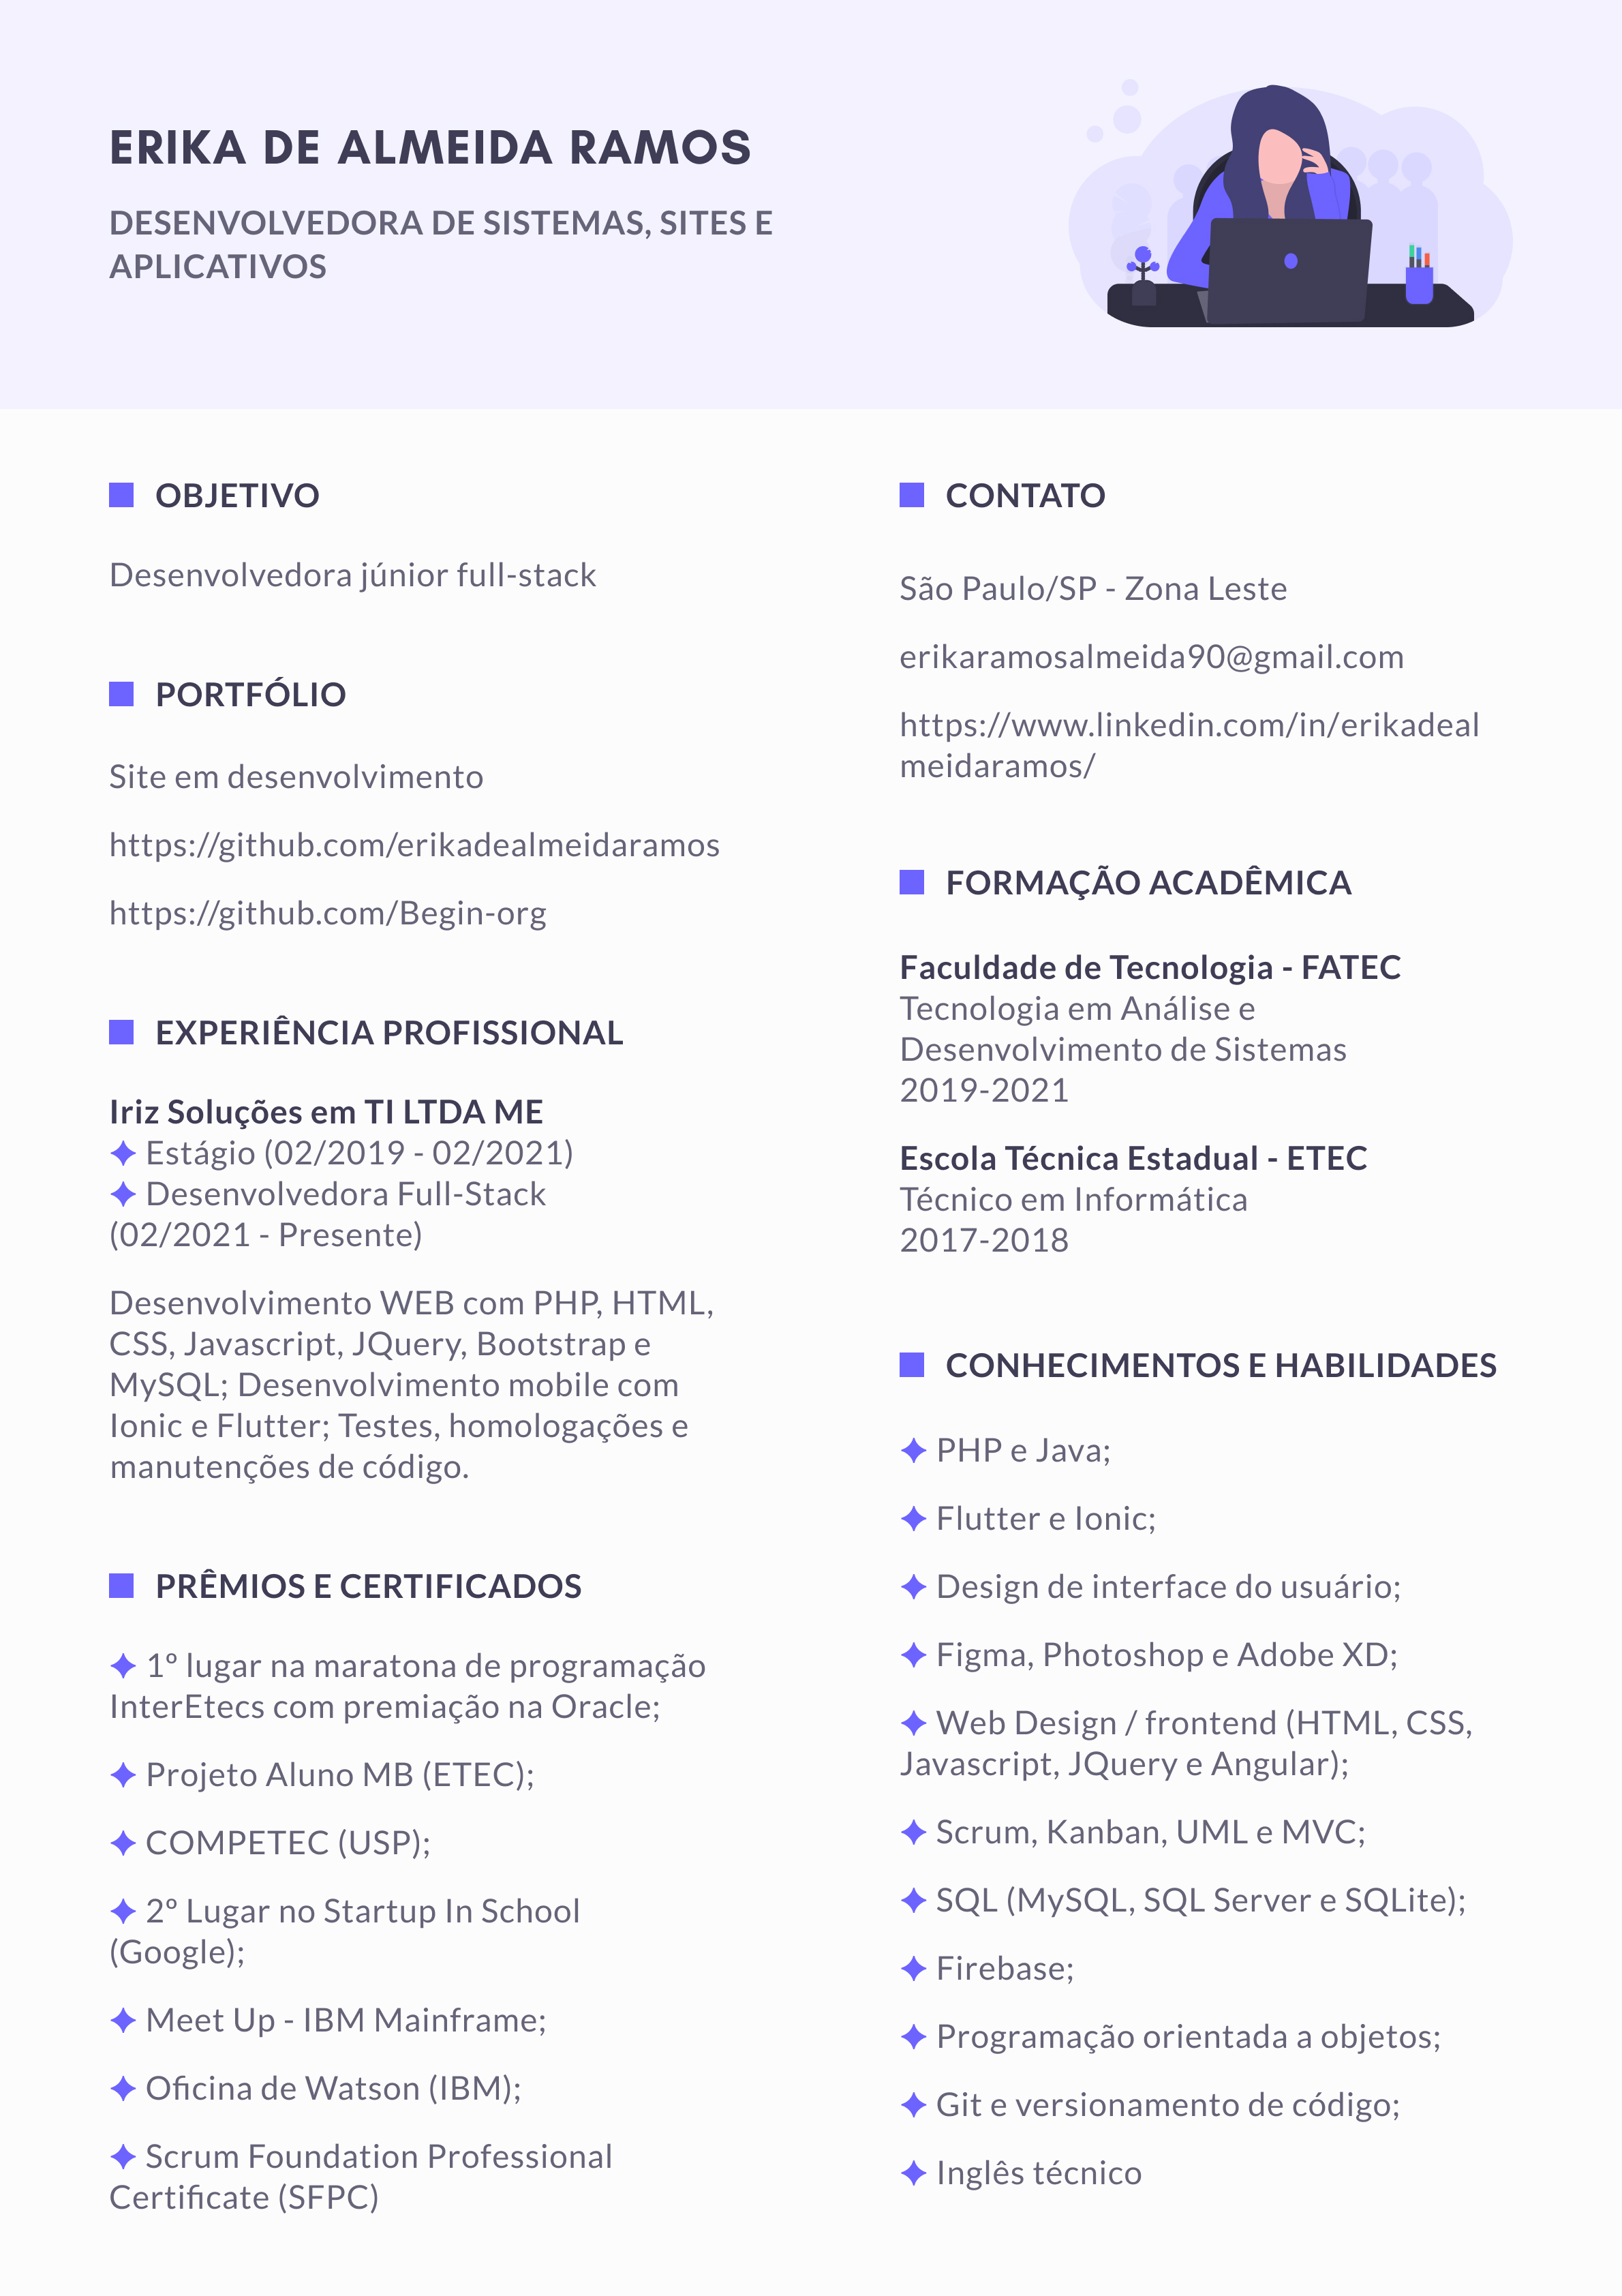 ERIKA DE ALMEIDA RAMOS
DESENVOLVEDORA DE SISTEMAS, SITES E
APLICATIVOS
OBJETIVO
Desenvolvedora júnior full-stack
PORTFÓLIO
Site em desenvolvimento
https://github.com/erikadealmeidaramos
https://github.com/Begin-org
EXPERIÊNCIA PROFISSIONAL
Iriz Soluções em TI LTDA ME
✦ Estágio (02/2019 - 02/2021)
✦ Desenvolvedora Full-Stack
(02/2021 - Presente)
Desenvolvimento WEB com PHP, HTML,
CSS, Javascript, JQuery, Bootstrap e
MySQL; Desenvolvimento mobile com
Ionic e Flutter; Testes, homologações e
manutenções de código.
PRÊMIOS E CERTIFICADOS
✦ 1º lugar na maratona de programação
InterEtecs com premiação na Oracle;
✦ Projeto Aluno MB (ETEC);
✦ COMPETEC (USP);
✦ 2º Lugar no Startup In School
(Google);
✦ Meet Up - IBM Mainframe;
✦ Oficina de Watson (IBM);
✦ Scrum Foundation Professional
Certificate (SFPC)
CONTATO
São Paulo/SP - Zona Leste
erikaramosalmeida90@gmail.com
https://www.linkedin.com/in/erikadeal
meidaramos/
FORMAÇÃO ACADÊMICA
Faculdade de Tecnologia - FATEC
Tecnologia em Análise e
Desenvolvimento de Sistemas
2019-2021
Escola Técnica Estadual - ETEC
Técnico em Informática
2017-2018
CONHECIMENTOS E HABILIDADES
✦ PHP e Java;
✦ Flutter e Ionic;
✦ Design de interface do usuário;
✦ Figma, Photoshop e Adobe XD;
✦ Web Design / frontend (HTML, CSS,
Javascript, JQuery e Angular);
✦ Scrum, Kanban, UML e MVC;
✦ SQL (MySQL, SQL Server e SQLite);
✦ Firebase;
✦ Programação orientada a objetos;
✦ Git e versionamento de código;
✦ Inglês técnico